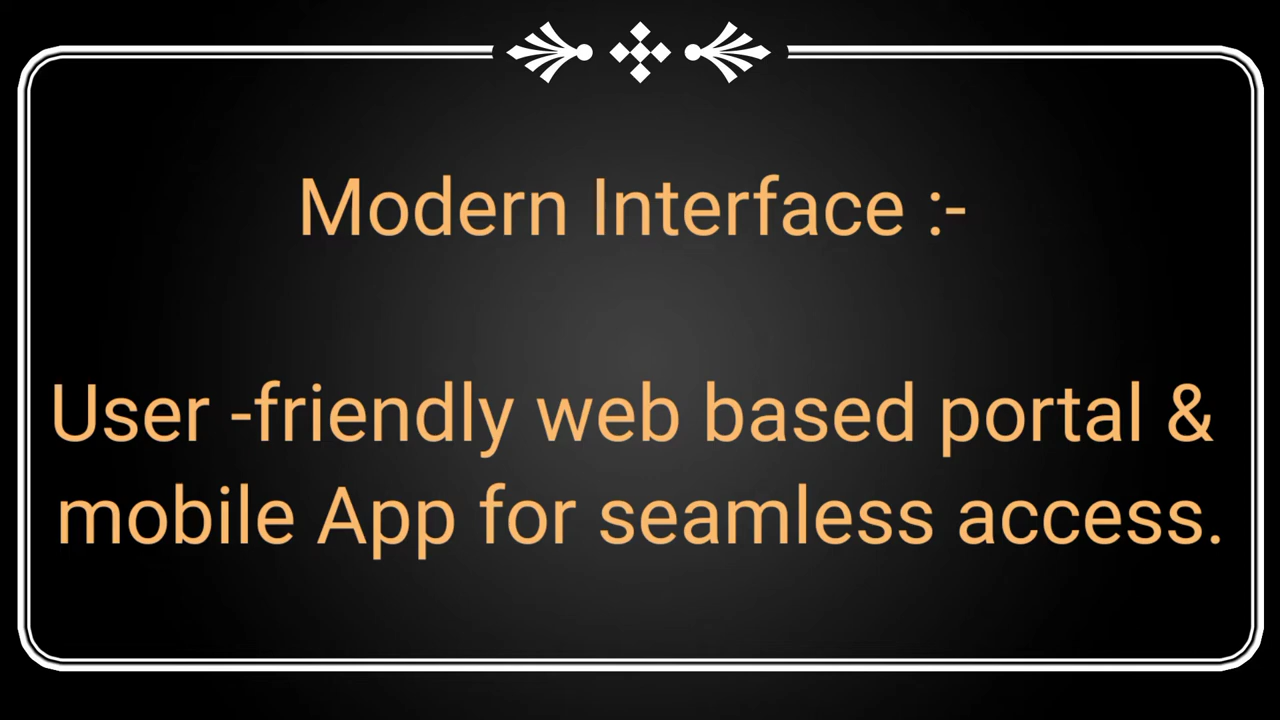 Modern Interface :-
User -friendly web based portal &
mobile App for seamless access.